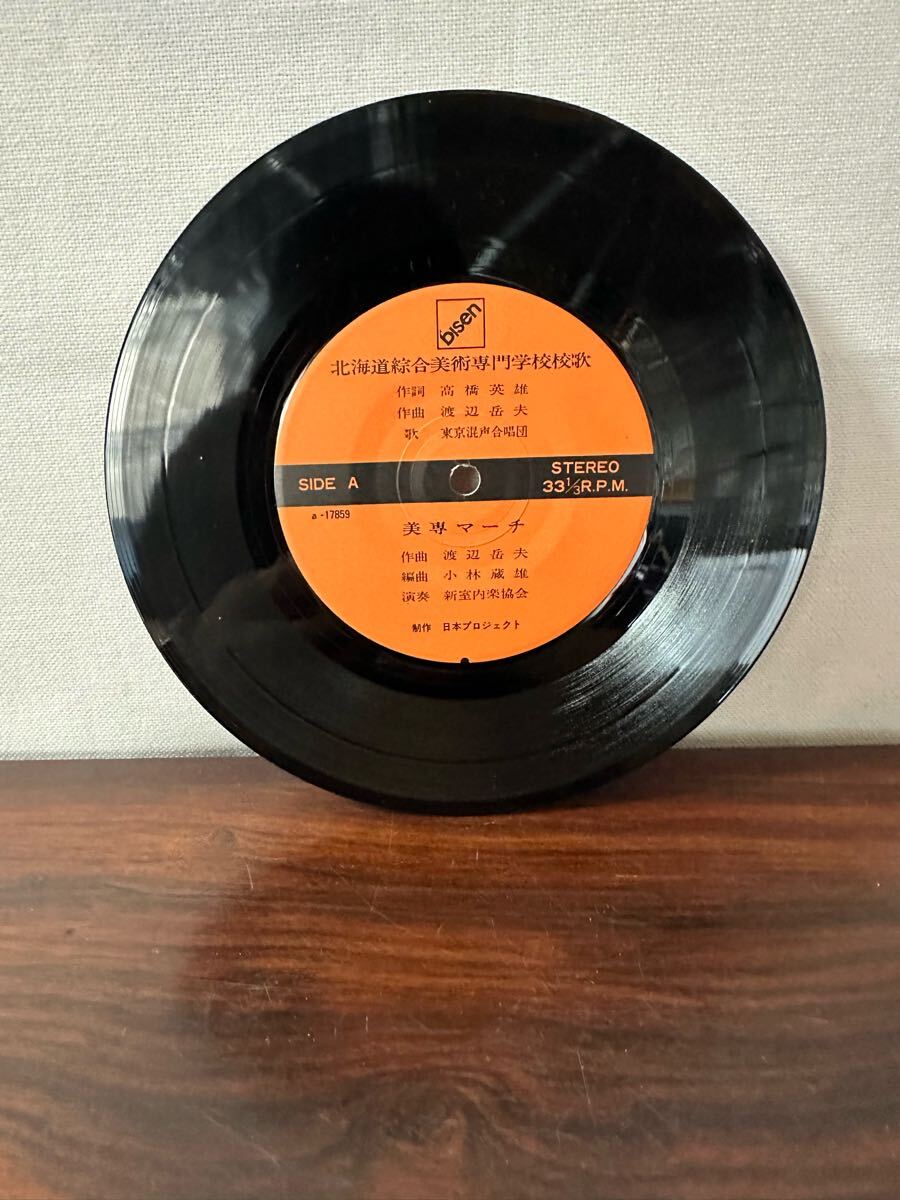 bisen
北海道綜合美術専門学校校歌
作詞 高橋英雄
作曲 渡辺岳夫
歌 東京混声合唱団
SIDE A
STEREO
33 1/3 R.P.M.
a-17859
美専マーチ
作曲 渡辺岳夫
編曲 小林蔵雄
演奏 新室内楽協会
制作 日本プロジェクト